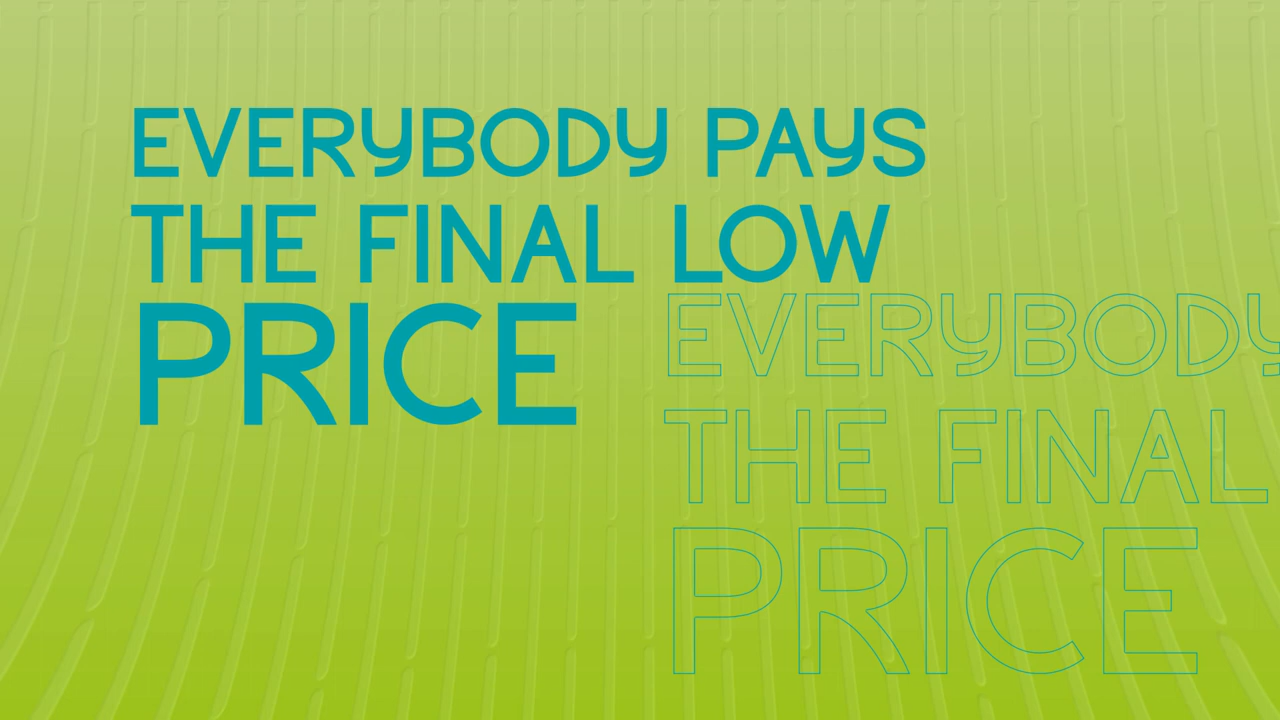 EVERYBODY PAYS
THE FINAL LOW
PRICE
EVERYBODY
THE FINAL
PRICE